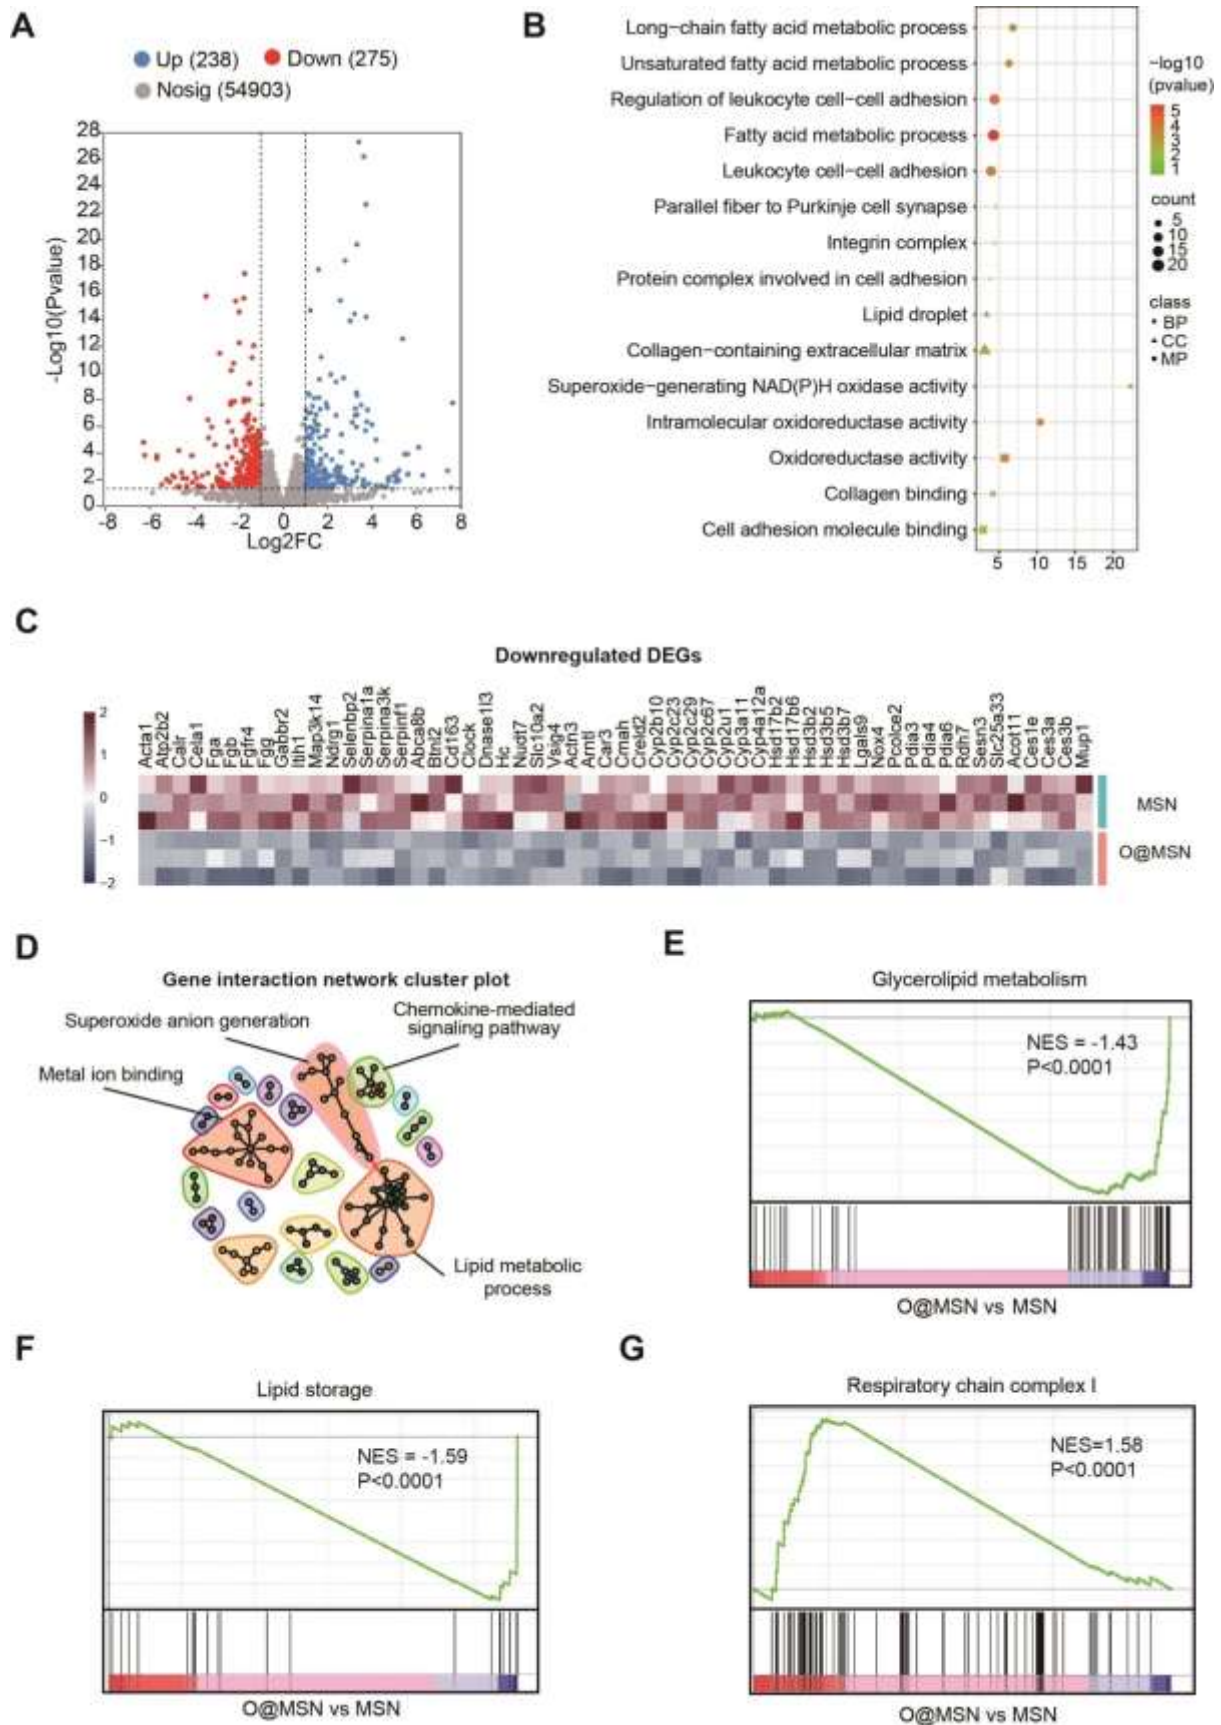 A
Up (238) Down (275)
Nosig (54903)
28
26
24
22
20
18
16
14
12
10
8
6
4
2
0
-Log10(Pvalue)
-8 -6 -4 -2 0 2 4 6 8
Log2FC
B
Long-chain fatty acid metabolic process
Unsaturated fatty acid metabolic process
Regulation of leukocyte cell-cell adhesion
Fatty acid metabolic process
Leukocyte cell-cell adhesion
Parallel fiber to Purkinje cell synapse
Integrin complex
Protein complex involved in cell adhesion
Lipid droplet
Collagen-containing extracellular matrix
Superoxide-generating NAD(P)H oxidase activity
Intramolecular oxidoreductase activity
Oxidoreductase activity
Collagen binding
Cell adhesion molecule binding
5 10 15 20
-log10
(pvalue)
5
4
3
2
1
count
5
10
15
20
class
BP
CC
MP
C
Downregulated DEGs
2
1
0
-1
-2
Acta1
Atp2b2
Calr
Cela1
Fga
Fgb
Fgfr4
Fgg
Gabbr2
Itih1
Map3k14
Ndrg1
Selenbp2
Serpina1a
Serpina3k
Serpinf1
Abca8b
Btnl2
Cd163
Clock
Dnase1l3
Hc
Nudt7
Slc10a2
Vsig4
Actn3
Arntl
Car3
Cmah
Creld2
Cyp2b10
Cyp2c23
Cyp2c29
Cyp2c67
Cyp2u1
Cyp3a11
Cyp4a12a
Hsd17b2
Hsd17b6
Hsd3b2
Hsd3b5
Hsd3b7
Lgals9
Nox4
Pcolce2
Pdia3
Pdia4
Pdia6
Rdh7
Sesn3
Slc25a33
Acot11
Ces1e
Ces3a
Ces3b
Mup1
MSN
O@MSN
D
Gene interaction network cluster plot
Superoxide anion generation
Chemokine-mediated
signaling pathway
Metal ion binding
Lipid metabolic
process
E
Glycerolipid metabolism
NES = -1.43
P<0.0001
O@MSN vs MSN
F
Lipid storage
NES = -1.59
P<0.0001
O@MSN vs MSN
G
Respiratory chain complex I
NES=1.58
P<0.0001
O@MSN vs MSN